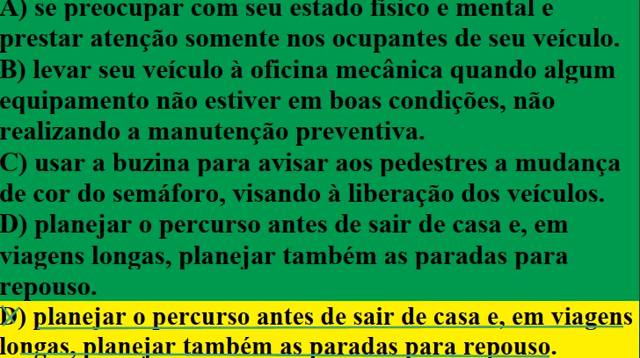 A) se preocupar com seu estado físico e mental e
prestar atenção somente nos ocupantes de seu veículo.
B) levar seu veículo à oficina mecânica quando algum
equipamento não estiver em boas condições, não
realizando a manutenção preventiva.
C) usar a buzina para avisar aos pedestres a mudança
de cor do semáforo, visando à liberação dos veículos.
D) planejar o percurso antes de sair de casa e, em
viagens longas, planejar também as paradas para
repouso.
D) planejar o percurso antes de sair de casa e, em viagens
longas, planejar também as paradas para repouso.